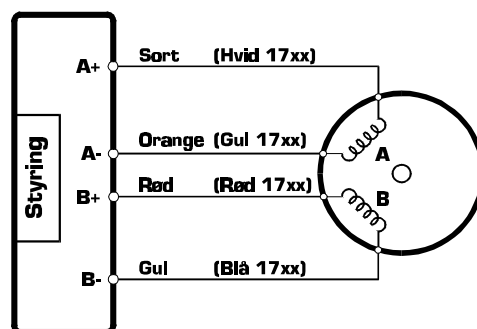 A+ Sort (Hvid 17xx)
A- Orange (Gul 17xx)
A
Styring
B+ Rød (Rød 17xx)
B
B- Gul (Blå 17xx)